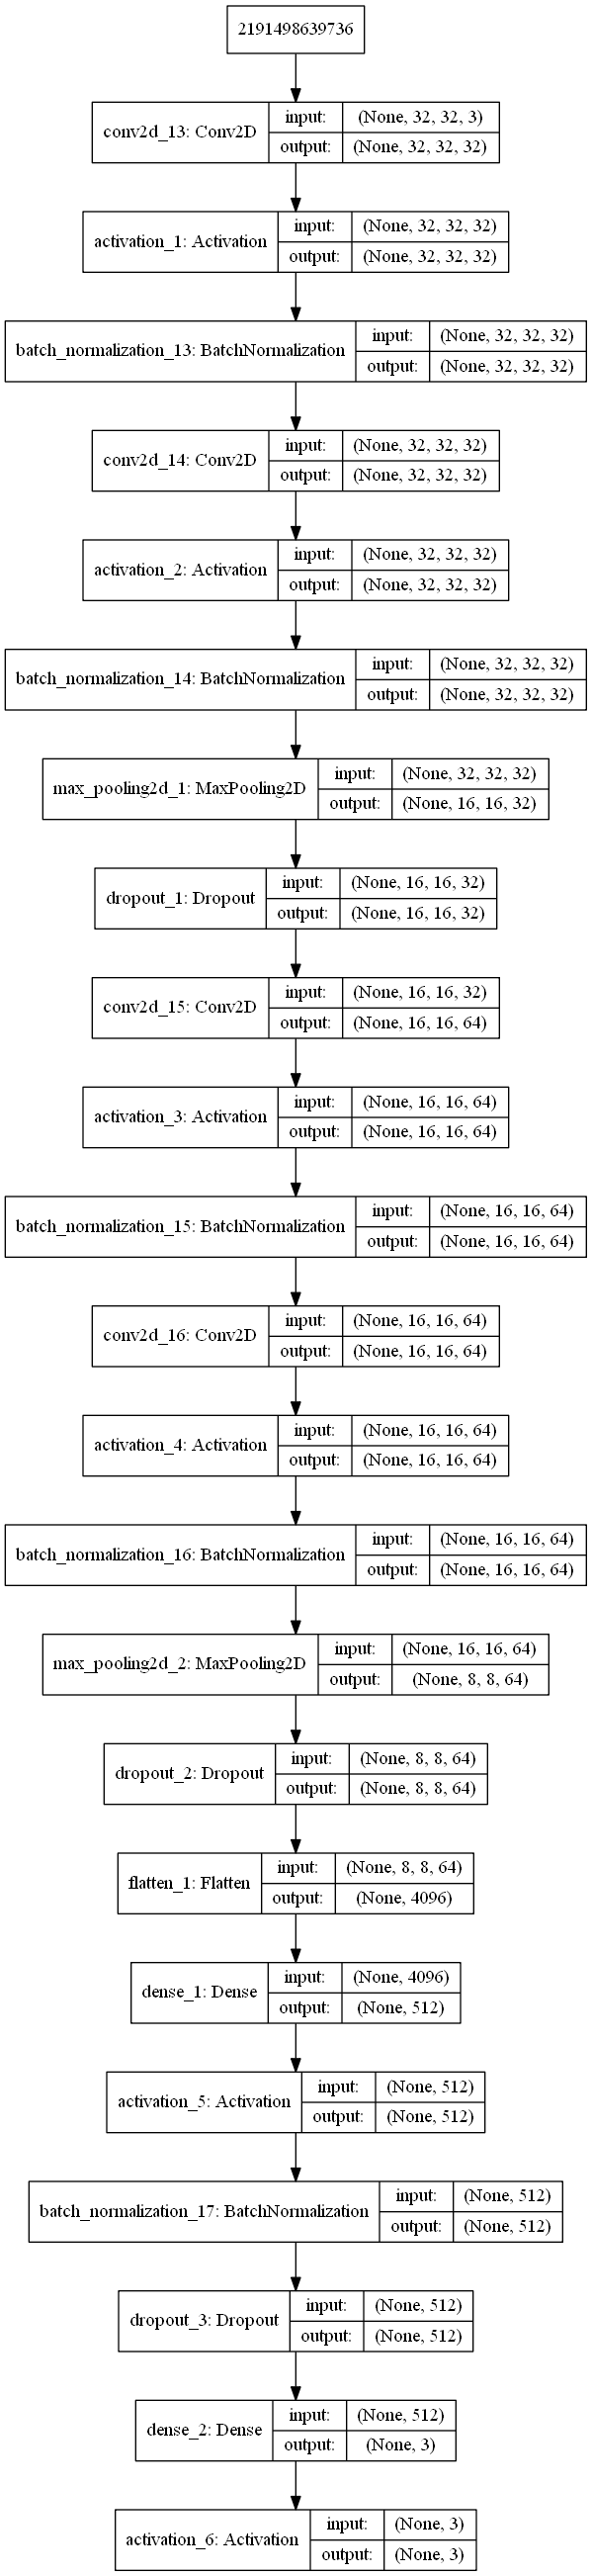 2191498639736
conv2d_13: Conv2D
input: (None, 32, 32, 3)
output: (None, 32, 32, 32)
activation_1: Activation
input: (None, 32, 32, 32)
output: (None, 32, 32, 32)
batch_normalization_13: BatchNormalization
input: (None, 32, 32, 32)
output: (None, 32, 32, 32)
conv2d_14: Conv2D
input: (None, 32, 32, 32)
output: (None, 32, 32, 32)
activation_2: Activation
input: (None, 32, 32, 32)
output: (None, 32, 32, 32)
batch_normalization_14: BatchNormalization
input: (None, 32, 32, 32)
output: (None, 32, 32, 32)
max_pooling2d_1: MaxPooling2D
input: (None, 32, 32, 32)
output: (None, 16, 16, 32)
dropout_1: Dropout
input: (None, 16, 16, 32)
output: (None, 16, 16, 32)
conv2d_15: Conv2D
input: (None, 16, 16, 32)
output: (None, 16, 16, 64)
activation_3: Activation
input: (None, 16, 16, 64)
output: (None, 16, 16, 64)
batch_normalization_15: BatchNormalization
input: (None, 16, 16, 64)
output: (None, 16, 16, 64)
conv2d_16: Conv2D
input: (None, 16, 16, 64)
output: (None, 16, 16, 64)
activation_4: Activation
input: (None, 16, 16, 64)
output: (None, 16, 16, 64)
batch_normalization_16: BatchNormalization
input: (None, 16, 16, 64)
output: (None, 16, 16, 64)
max_pooling2d_2: MaxPooling2D
input: (None, 16, 16, 64)
output: (None, 8, 8, 64)
dropout_2: Dropout
input: (None, 8, 8, 64)
output: (None, 8, 8, 64)
flatten_1: Flatten
input: (None, 8, 8, 64)
output: (None, 4096)
dense_1: Dense
input: (None, 4096)
output: (None, 512)
activation_5: Activation
input: (None, 512)
output: (None, 512)
batch_normalization_17: BatchNormalization
input: (None, 512)
output: (None, 512)
dropout_3: Dropout
input: (None, 512)
output: (None, 512)
dense_2: Dense
input: (None, 512)
output: (None, 3)
activation_6: Activation
input: (None, 3)
output: (None, 3)